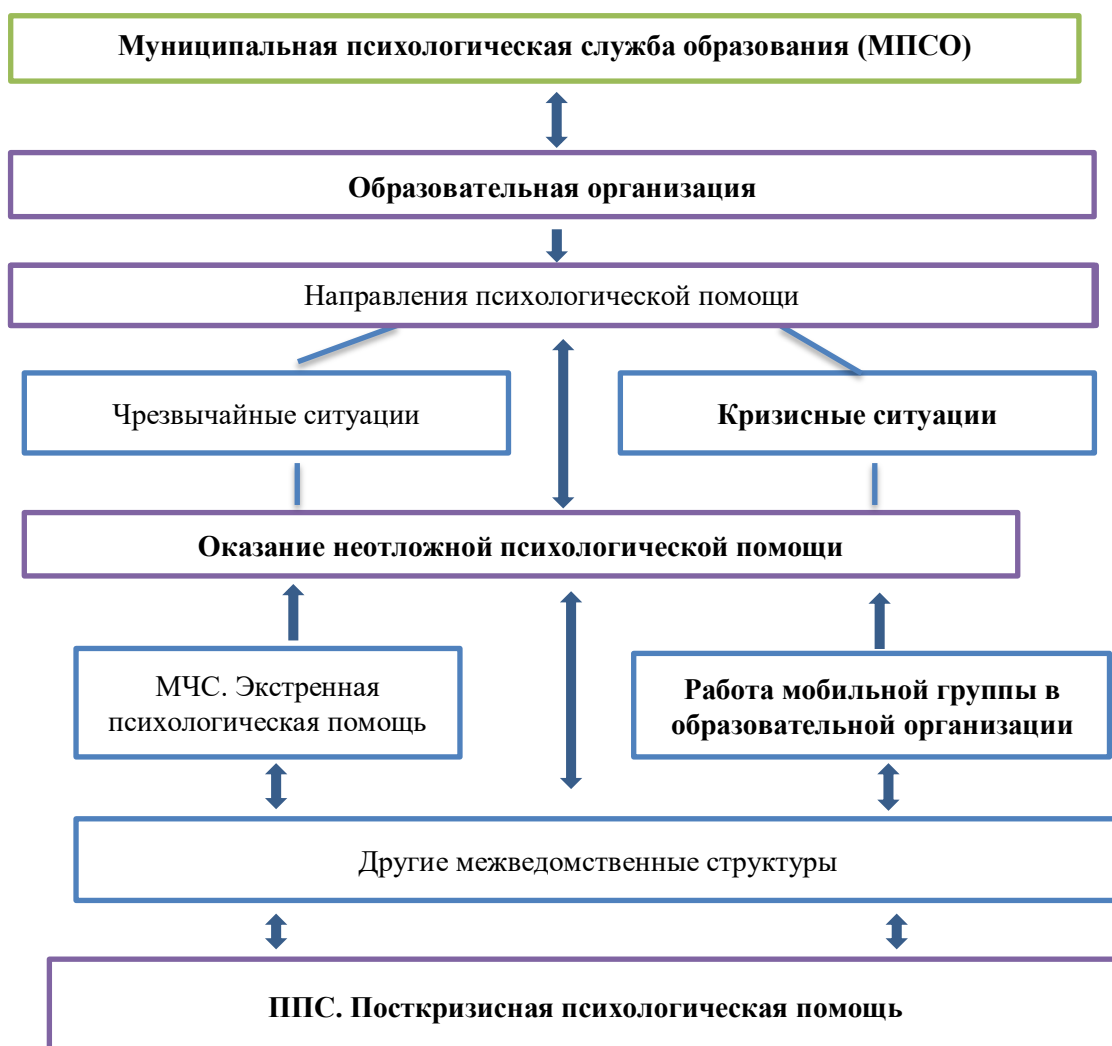 Муниципальная психологическая служба образования (МПСО)
Образовательная организация
Направления психологической помощи
Чрезвычайные ситуации
Кризисные ситуации
Оказание неотложной психологической помощи
МЧС. Экстренная
психологическая помощь
Работа мобильной группы в
образовательной организации
Другие межведомственные структуры
ППС. Посткризисная психологическая помощь